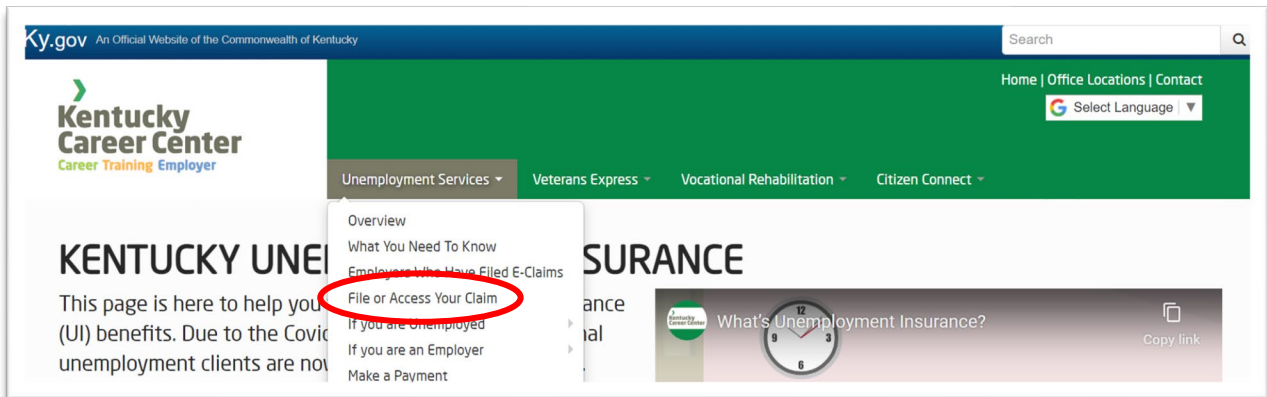 Ky.gov An Official Website of the Commonwealth of Kentucky
Search
Home | Office Locations | Contact
G Select Language ▼
Kentucky
Career Center
Career Training Employer
Unemployment Services
Veterans Express
Vocational Rehabilitation
Citizen Connect
Overview
What You Need To Know
Employers Who Have Filed E-Claims
File or Access Your Claim
If you are Unemployed
If you are an Employer
Make a Payment
KENTUCKY UNE SURANCE
This page is here to help you ance
(UI) benefits. Due to the Covid nal
unemployment clients are now
Kentucky
Career Center
What's Unemployment Insurance?
Copy link
12
9 3
6